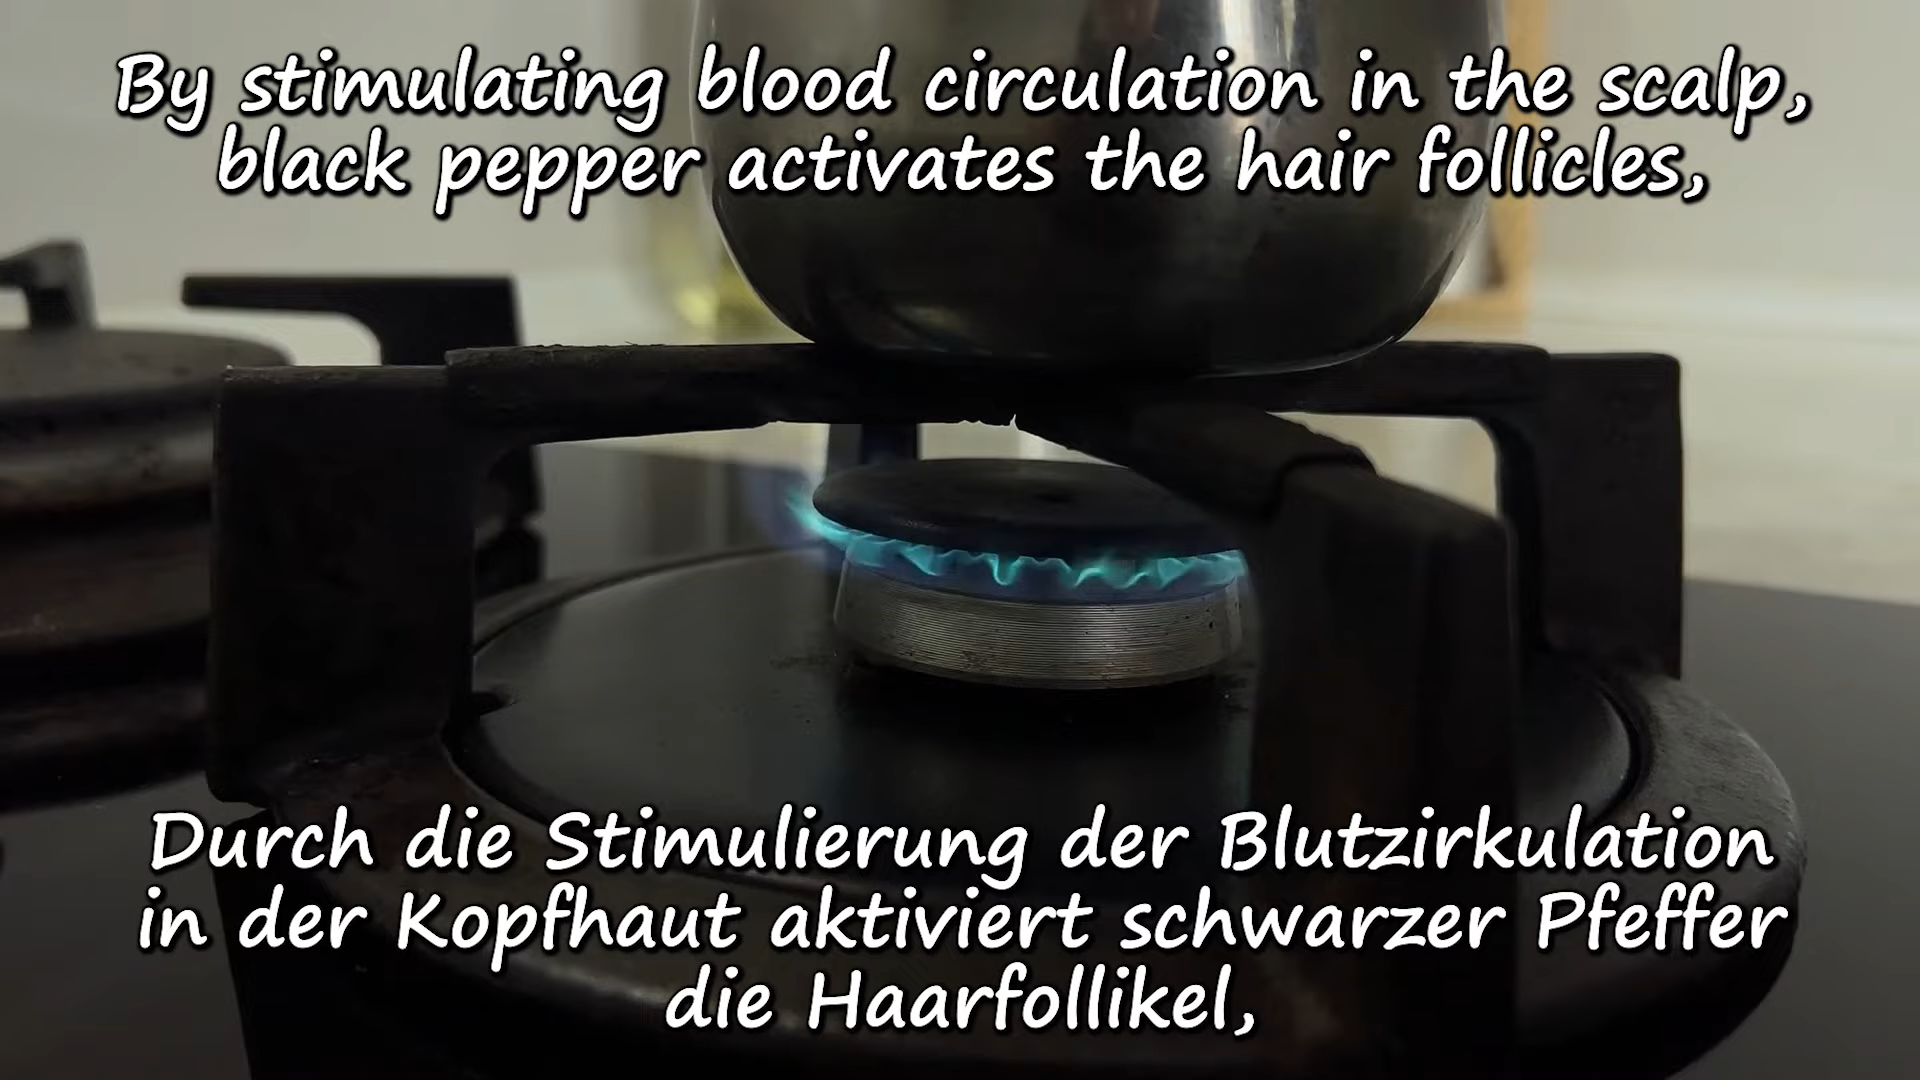 By stimulating blood circulation in the scalp,
black pepper activates the hair follicles,
Durch die Stimulierung der Blutzirkulation
in der Kopfhaut aktiviert schwarzer Pfeffer
die Haarfollikel,